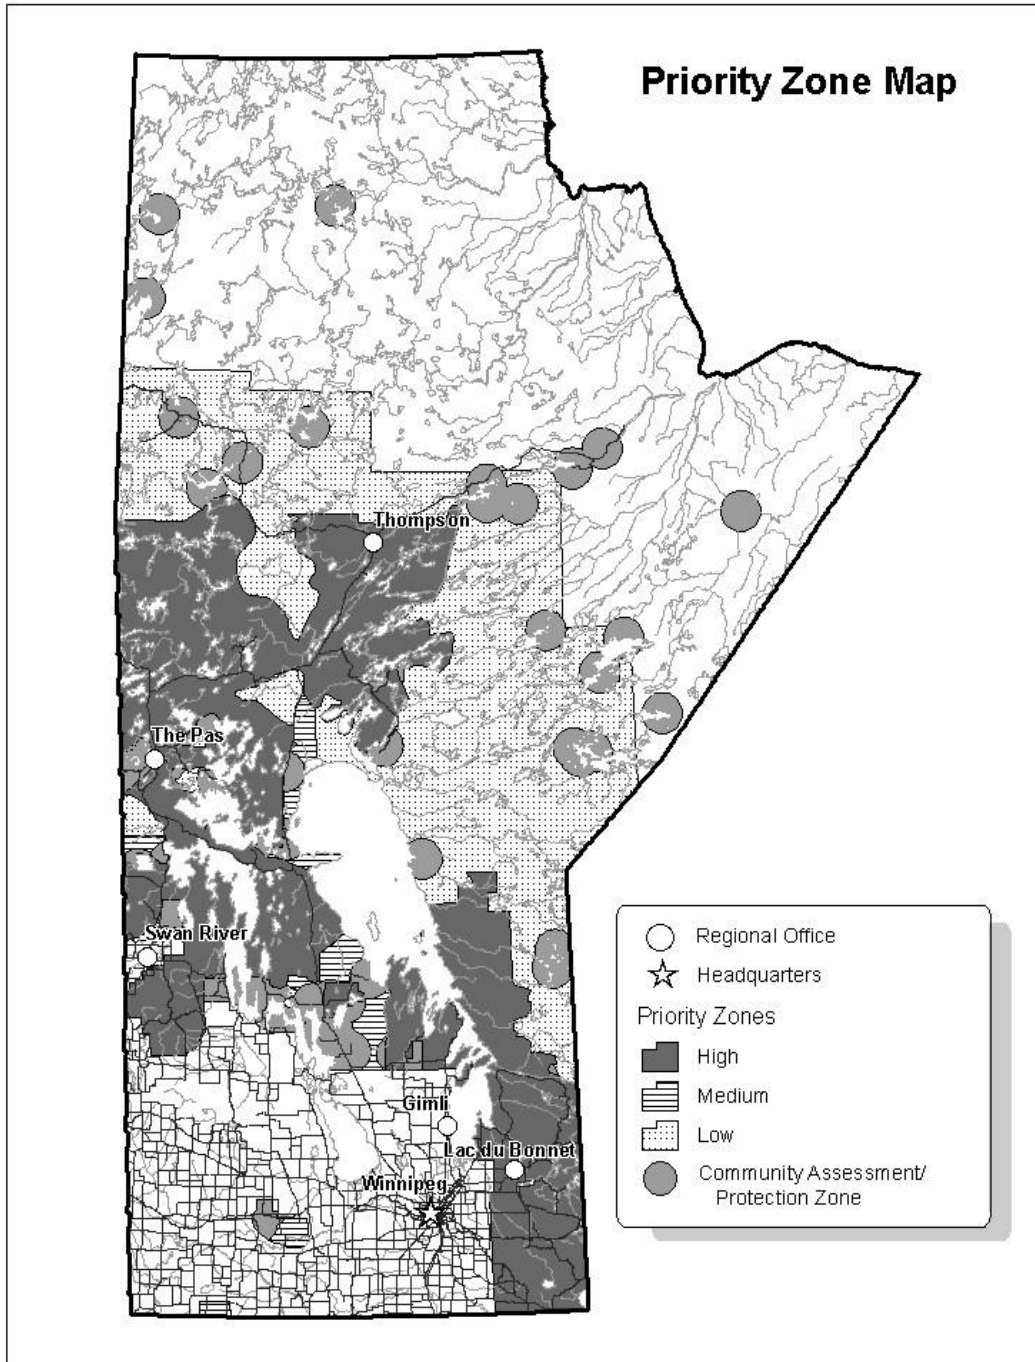 Priority Zone Map
Thompson
The Pas
Swan River
Gimli
Lac du Bonnet
Winnipeg
Regional Office
Headquarters
Priority Zones
High
Medium
Low
Community Assessment/
Protection Zone